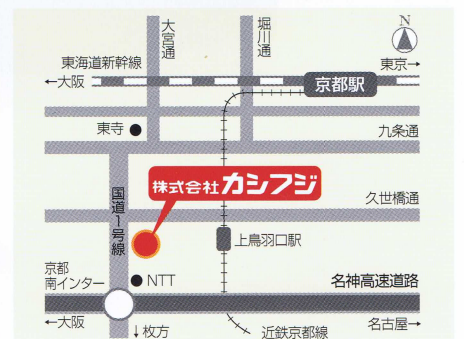 大宮通
堀川通
N
東海道新幹線
←大阪
東京→
京都駅
東寺
九条通
株式会社カシフジ
国道1号線
久世橋通
上鳥羽口駅
京都
南インター
NTT
名神高速道路
←大阪
↓枚方
近鉄京都線
名古屋→